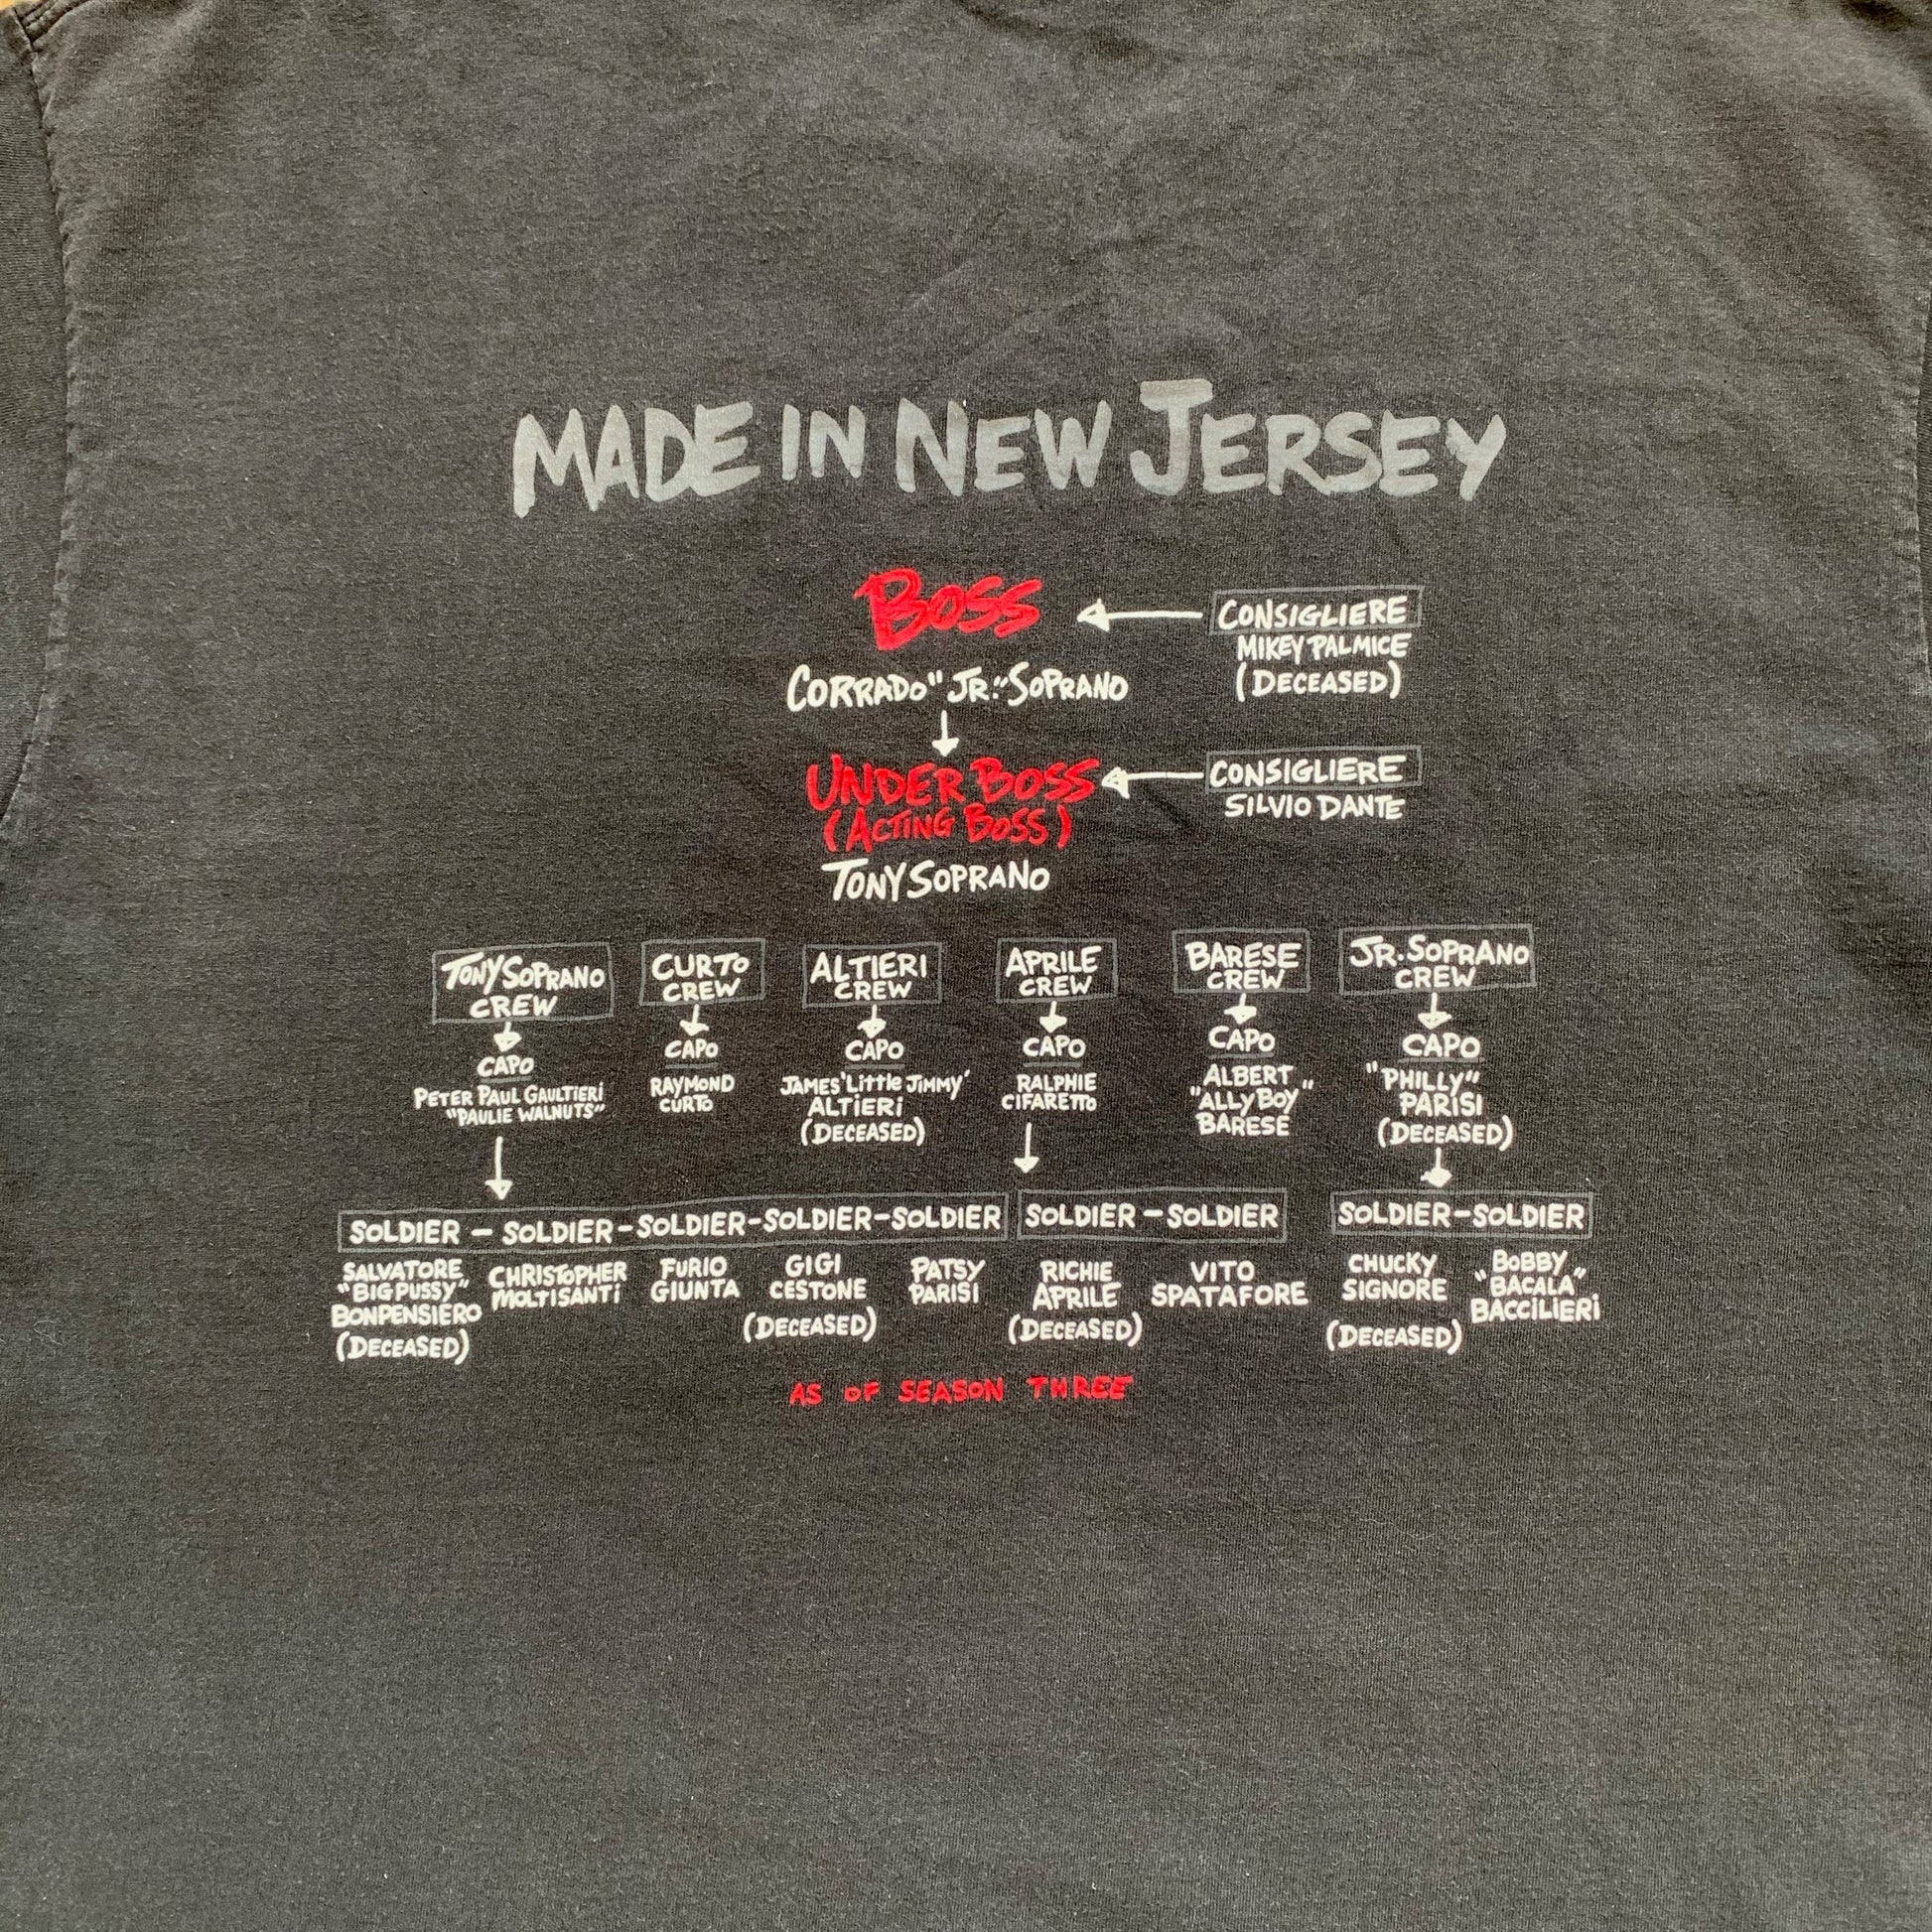 MADE IN NEW JERSEY
BOSS
CONSIGLIERE
MIKEY PALMICE
(DECEASED)
CORRADO "JR." SOPRANO
UNDER BOSS
(ACTING BOSS)
CONSIGLIERE
SILVIO DANTE
TONY SOPRANO
TONY SOPRANO
CREW
CAPO
PETER PAUL GAULTIERI
"PAULIE WALNUTS"
CURTO
CREW
CAPO
RAYMOND
CURTO
ALTIERI
CREW
CAPO
JAMES 'LITTLE JIMMY'
ALTIERI
(DECEASED)
APRILE
CREW
CAPO
RALPHIE
CIFARETTO
BARESE
CREW
CAPO
ALBERT
"ALLY BOY"
BARESE
JR. SOPRANO
CREW
CAPO
"PHILLY"
PARISI
(DECEASED)
SOLDIER - SOLDIER - SOLDIER - SOLDIER - SOLDIER
SALVATORE
"BIG PUSSY"
BONPENSIERO
(DECEASED)
CHRISTOPHER
MOLTISANTI
FURIO
GIUNTA
GIGI
CESTONE
(DECEASED)
PATSY
PARISI
SOLDIER - SOLDIER
RICHIE
APRILE
(DECEASED)
VITO
SPATAFORE
SOLDIER - SOLDIER
CHUCKY
SIGNORE
(DECEASED)
BOBBY
"BACALA"
BACCILIERI
AS OF SEASON THREE